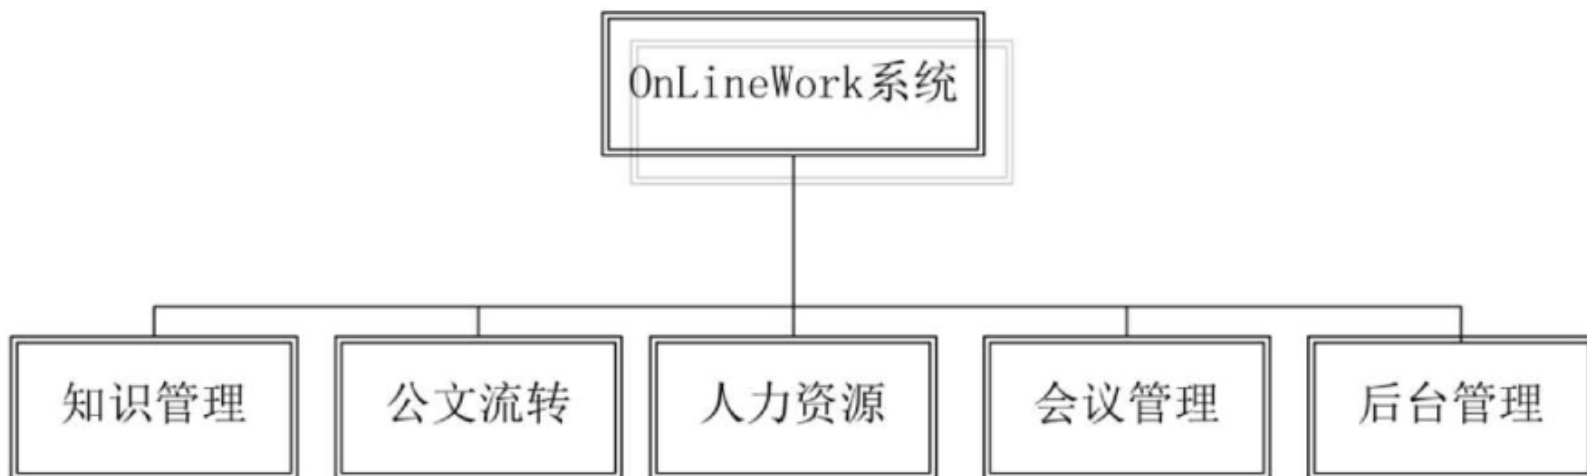 OnLineWork系统
知识管理
公文流转
人力资源
会议管理
后台管理